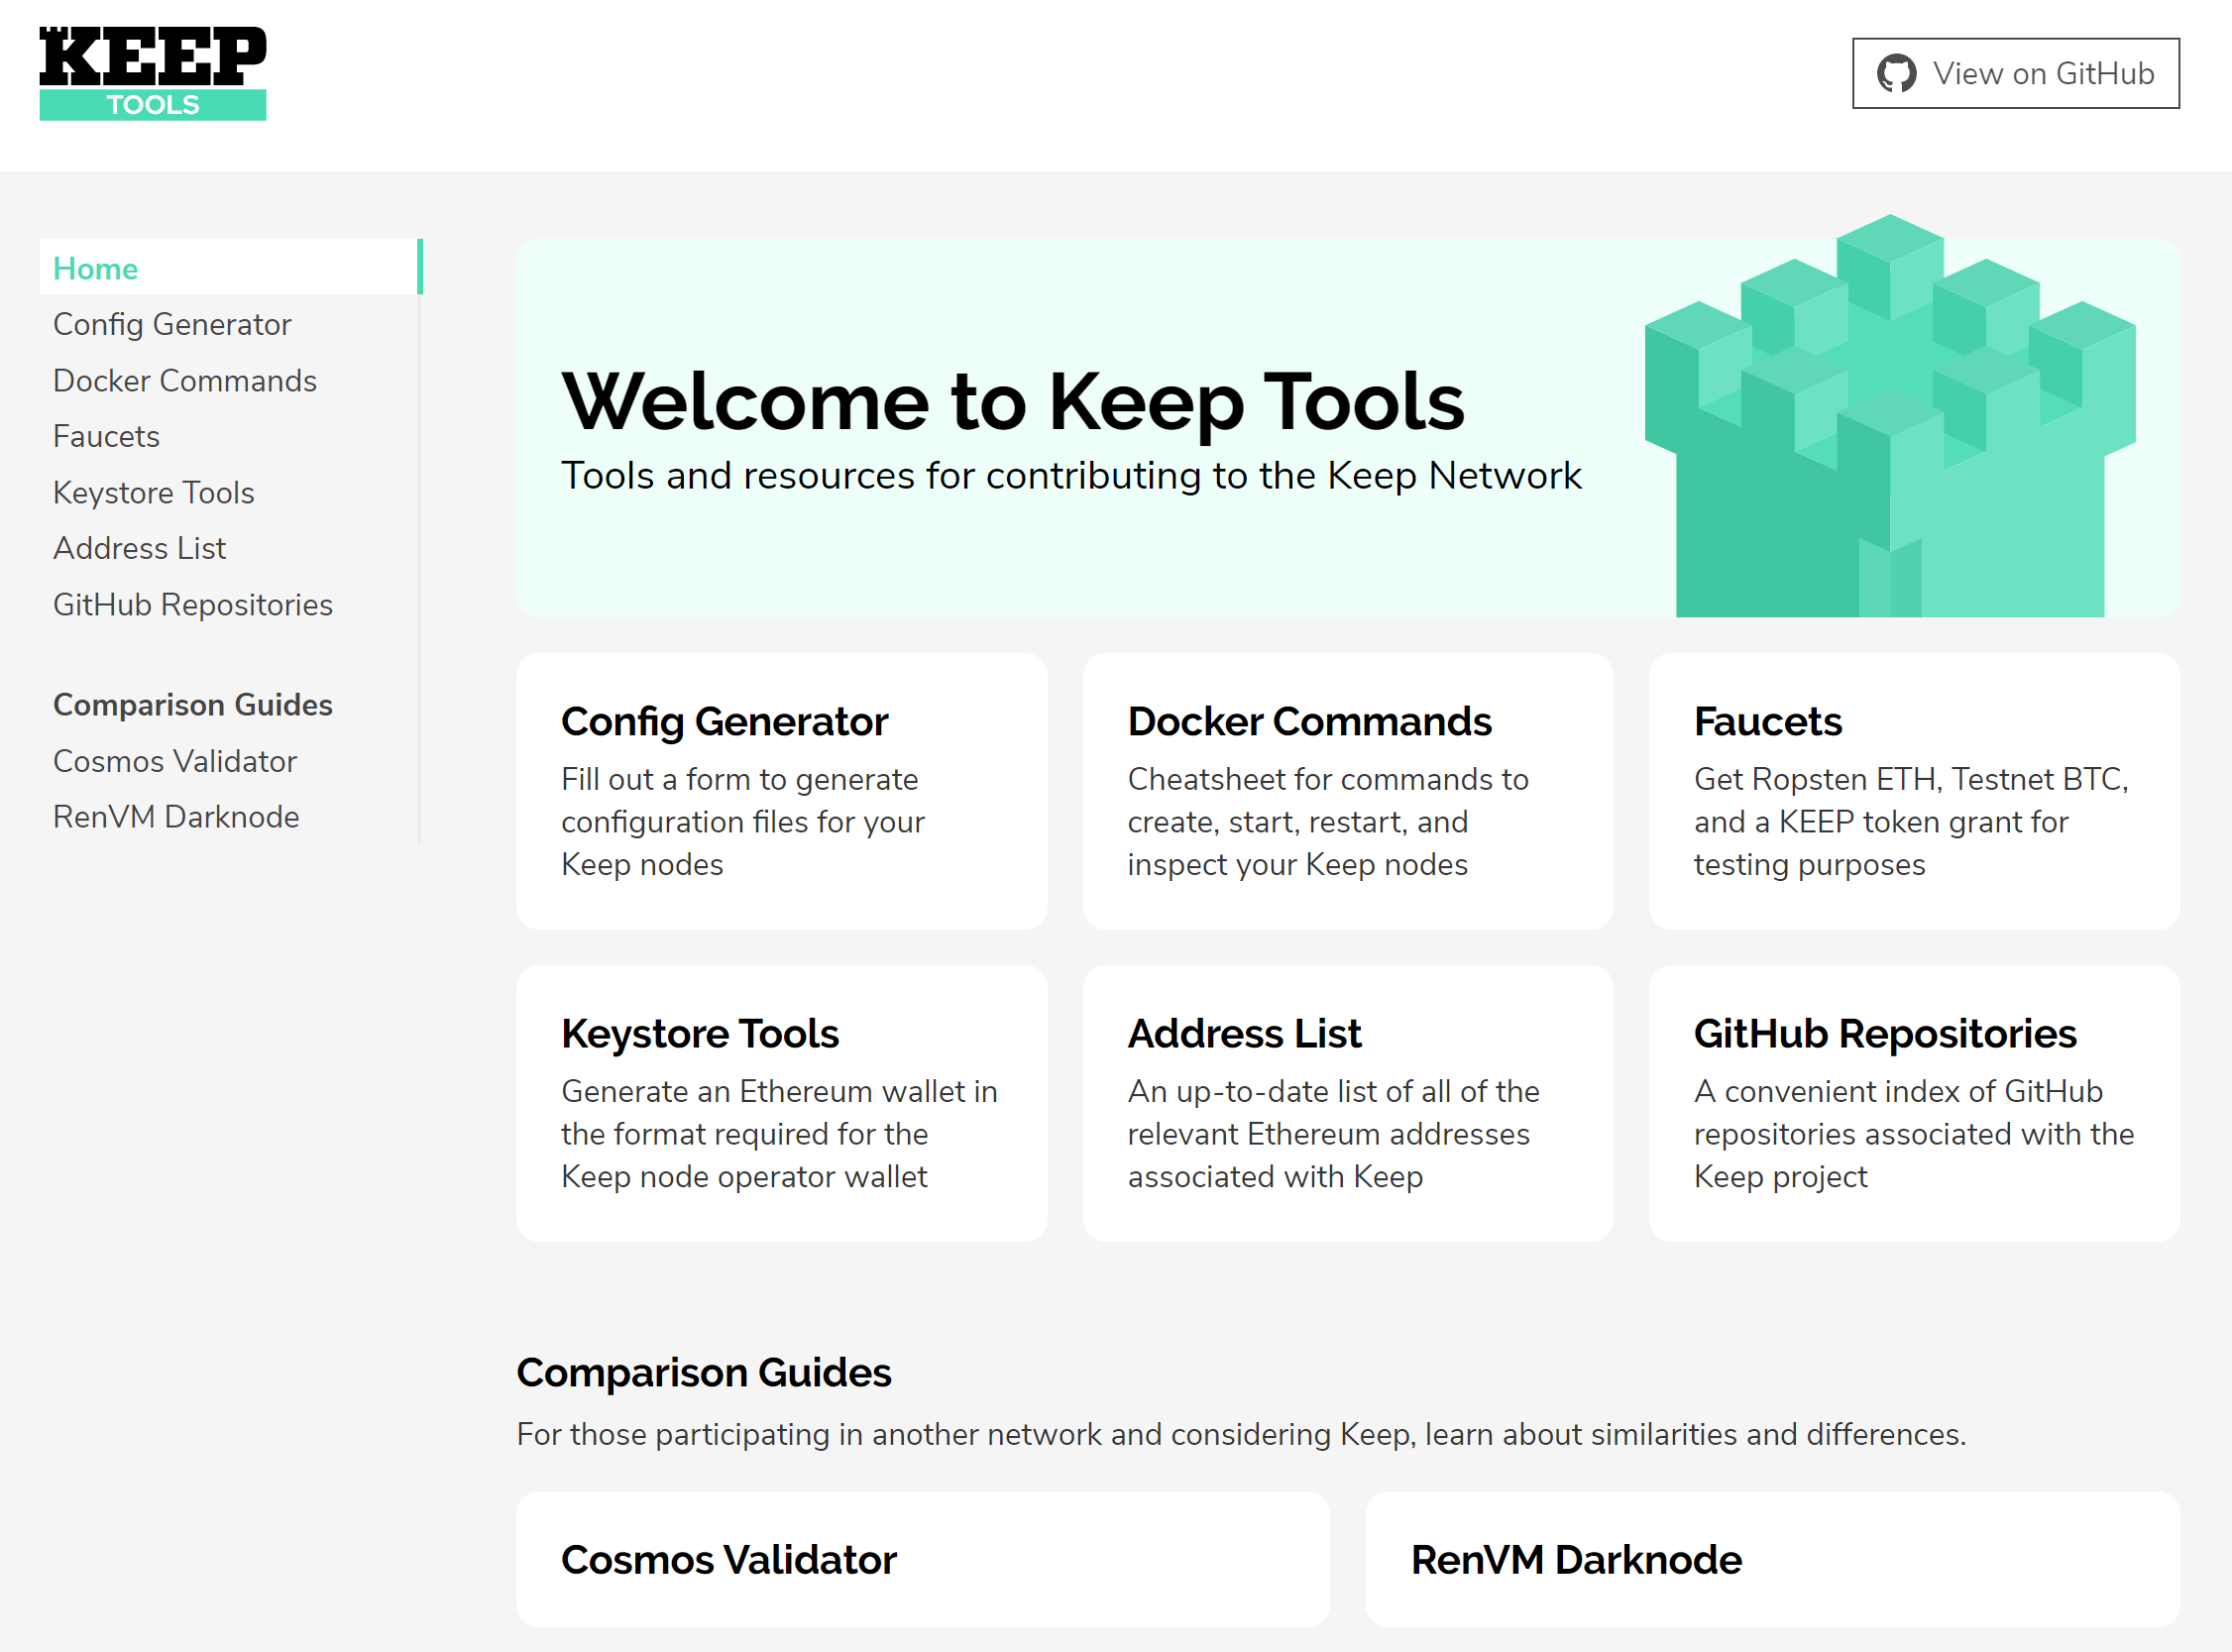 KEEP
TOOLS
View on GitHub
Home
Config Generator
Docker Commands
Faucets
Keystore Tools
Address List
GitHub Repositories
Comparison Guides
Cosmos Validator
RenVM Darknode
Welcome to Keep Tools
Tools and resources for contributing to the Keep Network
Config Generator
Fill out a form to generate
configuration files for your
Keep nodes
Docker Commands
Cheatsheet for commands to
create, start, restart, and
inspect your Keep nodes
Faucets
Get Ropsten ETH, Testnet BTC,
and a KEEP token grant for
testing purposes
Keystore Tools
Generate an Ethereum wallet in
the format required for the
Keep node operator wallet
Address List
An up-to-date list of all of the
relevant Ethereum addresses
associated with Keep
GitHub Repositories
A convenient index of GitHub
repositories associated with the
Keep project
Comparison Guides
For those participating in another network and considering Keep, learn about similarities and differences.
Cosmos Validator
RenVM Darknode